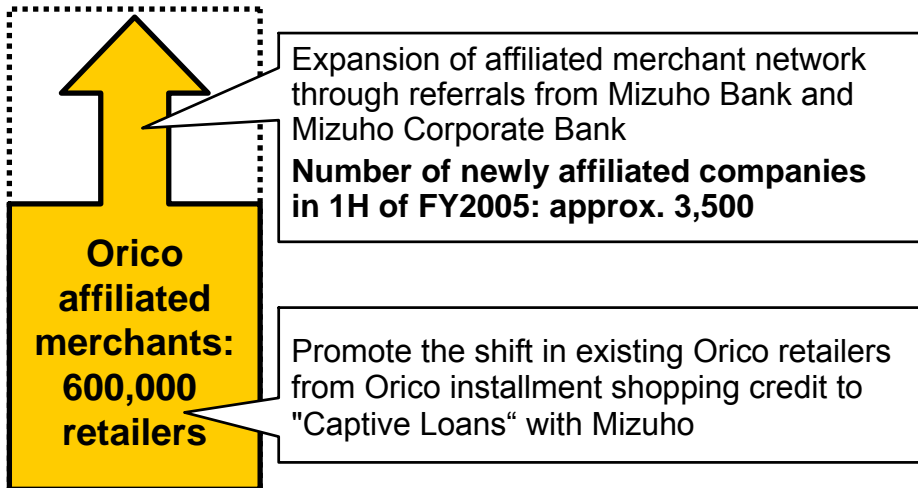 Expansion of affiliated merchant network
through referrals from Mizuho Bank and
Mizuho Corporate Bank
Number of newly affiliated companies
in 1H of FY2005: approx. 3,500
Orico
affiliated
merchants:
600,000
retailers
Promote the shift in existing Orico retailers
from Orico installment shopping credit to
"Captive Loans“ with Mizuho